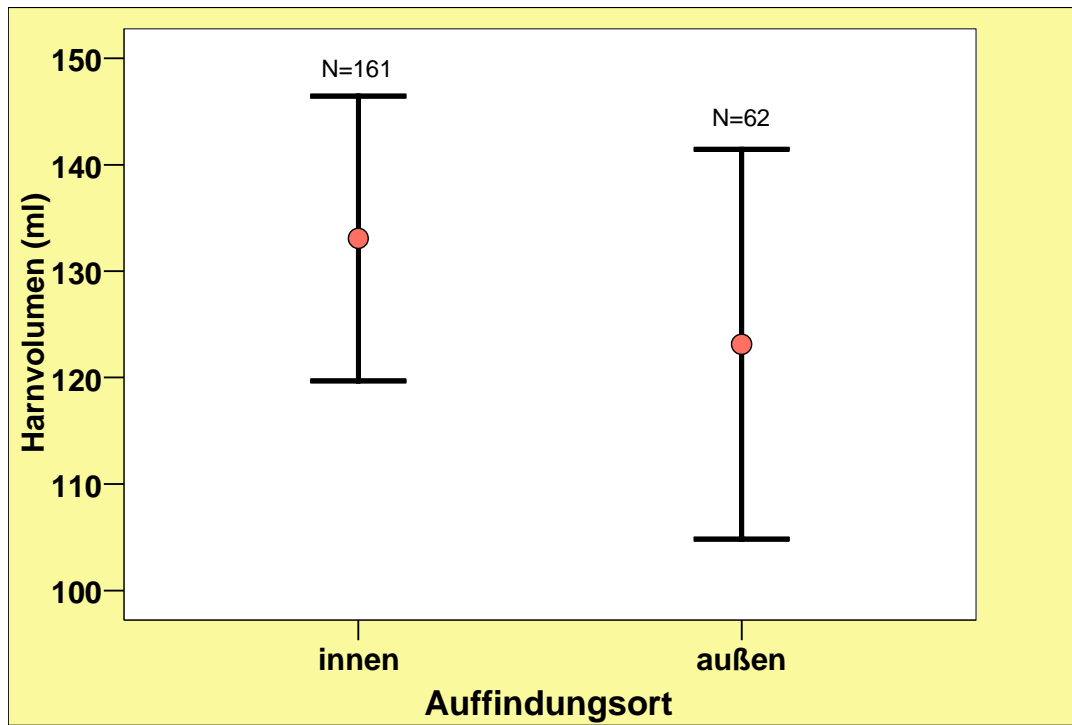 Harnvolumen (ml)
150
140
130
120
110
100
N=161
N=62
innen
außen
Auffindungsort